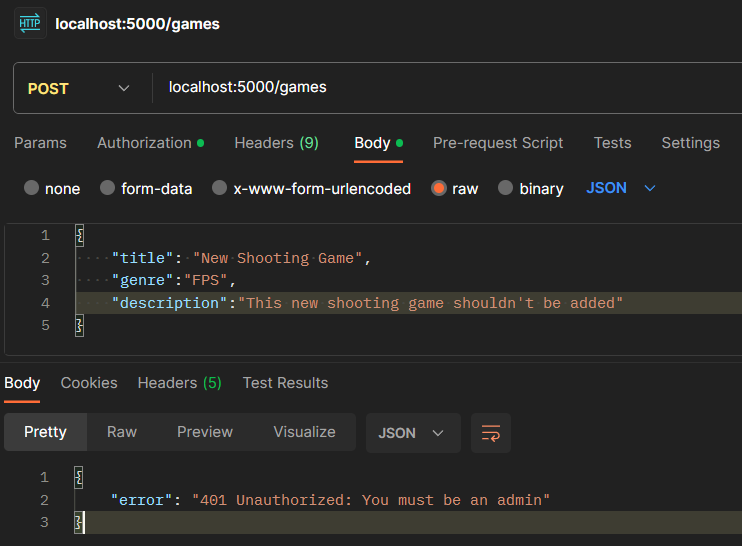 HTTP localhost:5000/games
POST localhost:5000/games
Params Authorization Headers (9) Body Pre-request Script Tests Settings
none form-data x-www-form-urlencoded raw binary JSON
1 {
2 "title": "New Shooting Game",
3 "genre":"FPS",
4 "description":"This new shooting game shouldn't be added"
5 }
Body Cookies Headers (5) Test Results
Pretty Raw Preview Visualize JSON
1 {
2 "error": "401 Unauthorized: You must be an admin"
3 }